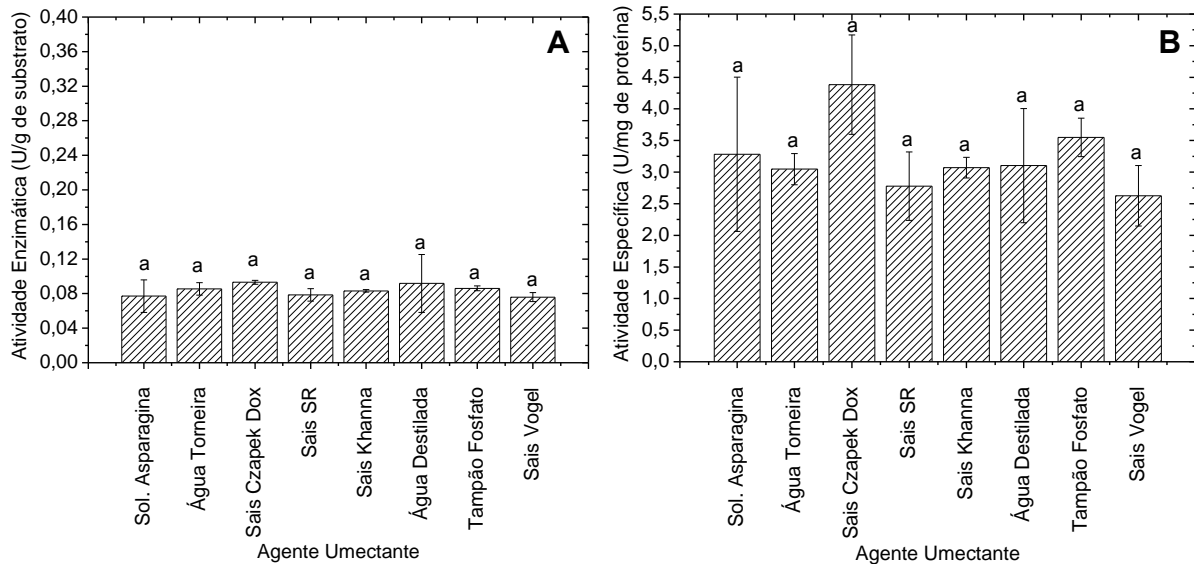 Atividade Enzimática (U/g de substrato)
0,40
0,36
0,32
0,28
0,24
0,20
0,16
0,12
0,08
0,04
0,00
A
a
a
a
a
a
a
a
a
Sol. Asparagina
Água Torneira
Sais Czapek Dox
Sais SR
Sais Khanna
Água Destilada
Tampão Fosfato
Sais Vogel
Agente Umectante
Atividade Específica (U/mg de proteína)
5,5
5,0
4,5
4,0
3,5
3,0
2,5
2,0
1,5
1,0
0,5
0,0
B
a
a
a
a
a
a
a
a
Sol. Asparagina
Água Torneira
Sais Czapek Dox
Sais SR
Sais Khanna
Água Destilada
Tampão Fosfato
Sais Vogel
Agente Umectante